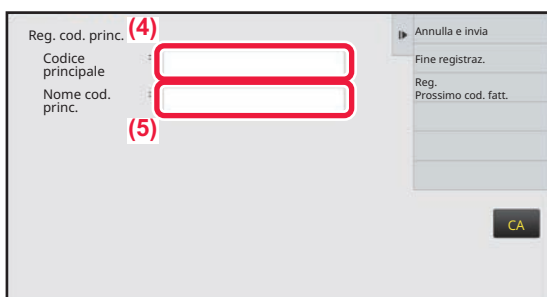 Reg. cod. princ. (4)
Codice
principale
Nome cod.
princ.
(5)
Annulla e invia
Fine registraz.
Reg.
Prossimo cod. fatt.
CA